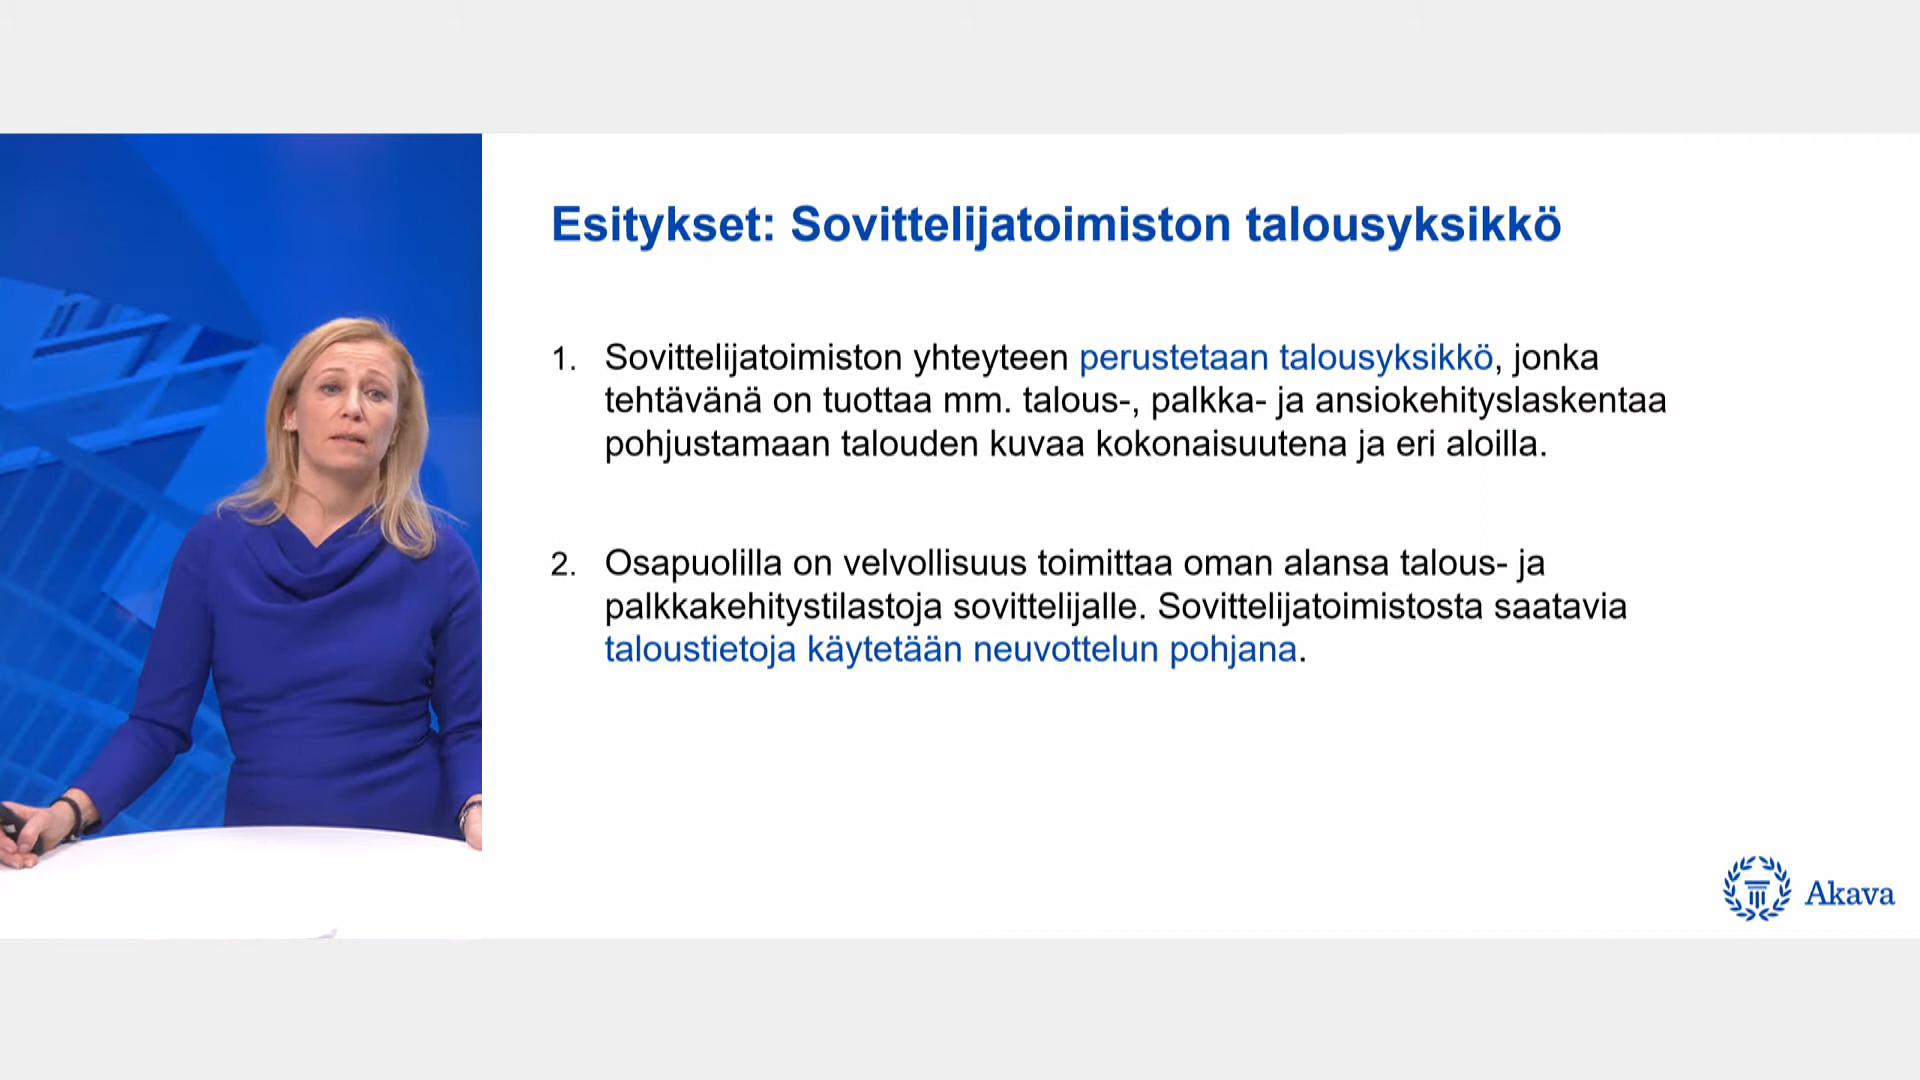 Esitykset: Sovittelijatoimiston talousyksikkö
1. Sovittelijatoimiston yhteyteen perustetaan talousyksikkö, jonka
tehtävänä on tuottaa mm. talous-, palkka- ja ansiokehityslaskentaa
pohjustamaan talouden kuvaa kokonaisuutena ja eri aloilla.
2. Osapuolilla on velvollisuus toimittaa oman alansa talous- ja
palkkakehitystilastoja sovittelijalle. Sovittelijatoimistosta saatavia
taloustietoja käytetään neuvottelun pohjana.
Akava